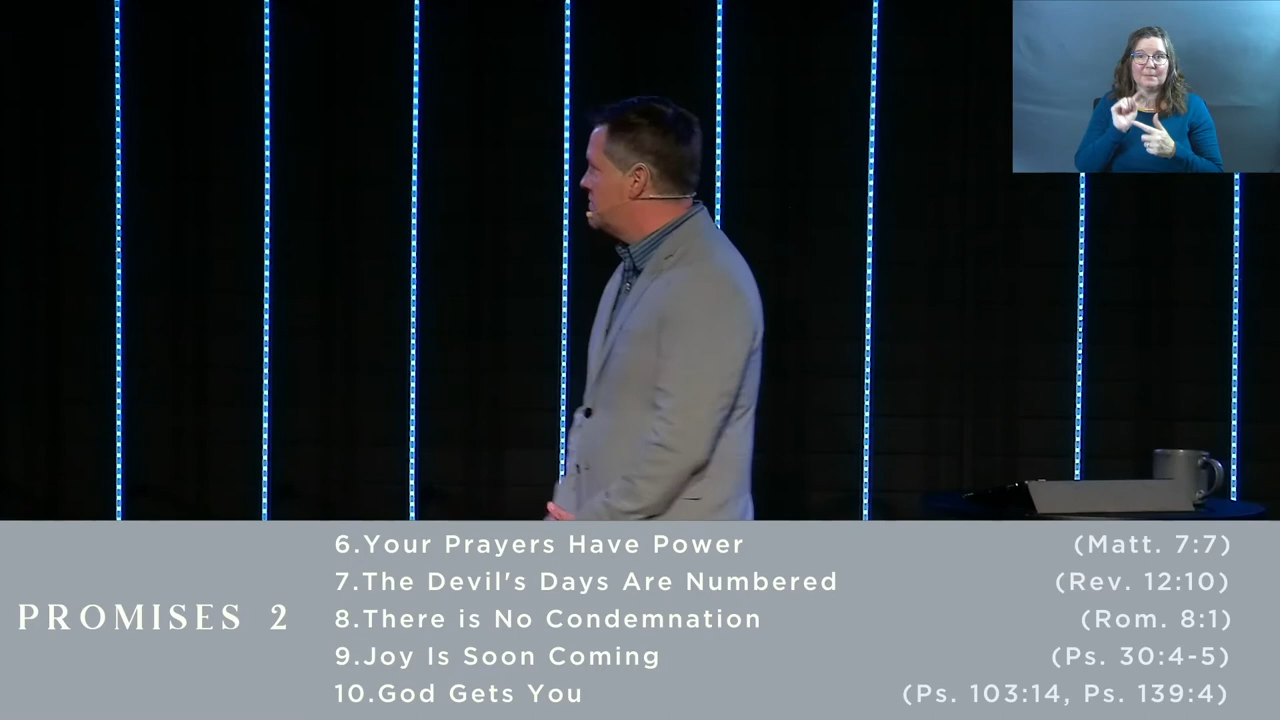 PROMISES 2
6.Your Prayers Have Power (Matt. 7:7)
7.The Devil's Days Are Numbered (Rev. 12:10)
8.There is No Condemnation (Rom. 8:1)
9.Joy Is Soon Coming (Ps. 30:4-5)
10.God Gets You (Ps. 103:14, Ps. 139:4)